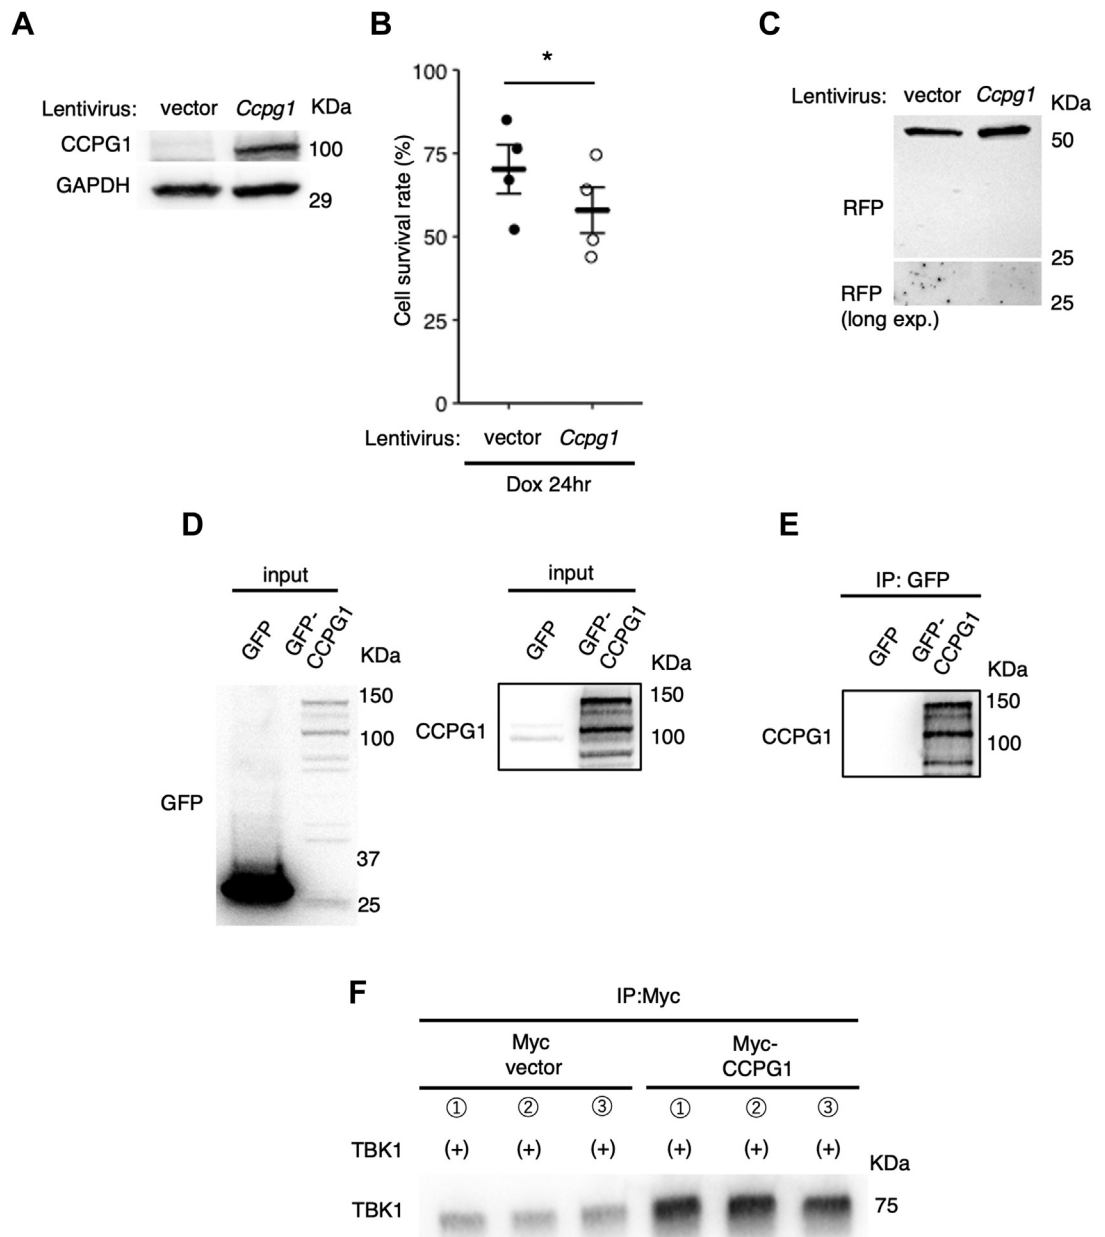 A
Lentivirus: vector Ccpg1 KDa
CCPG1 100
GAPDH
29
B
*
100
75
50
25
0
Cell survival rate (%)
Lentivirus: vector Ccpg1
Dox 24hr
C
Lentivirus: vector Ccpg1 KDa
50
RFP
25
RFP 25
(long exp.)
D
input
GFP GFP-
CCPG1
KDa
150
100
GFP
37
25
input
GFP GFP-
CCPG1
KDa
150
CCPG1 100
E
IP: GFP
GFP GFP-
CCPG1
KDa
150
CCPG1 100
F
IP:Myc
Myc Myc-
vector CCPG1
① ② ③ ① ② ③
TBK1 (+) (+) (+) (+) (+) (+)
KDa
TBK1 75